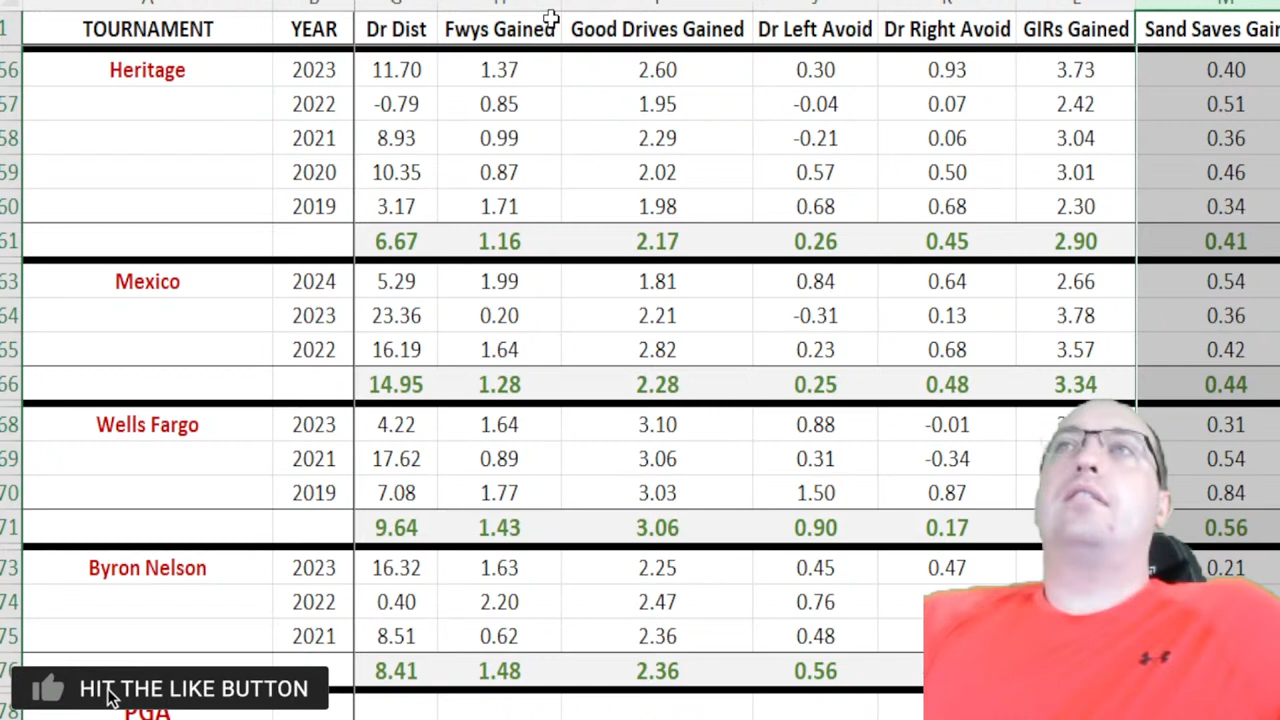 TOURNAMENT YEAR Dr Dist Fwys Gained Good Drives Gained Dr Left Avoid Dr Right Avoid GIRs Gained Sand Saves Gain
56 Heritage 2023 11.70 1.37 2.60 0.30 0.93 3.73 0.40
57 2022 -0.79 0.85 1.95 -0.04 0.07 2.42 0.51
58 2021 8.93 0.99 2.29 -0.21 0.06 3.04 0.36
59 2020 10.35 0.87 2.02 0.57 0.50 3.01 0.46
60 2019 3.17 1.71 1.98 0.68 0.68 2.30 0.34
61 6.67 1.16 2.17 0.26 0.45 2.90 0.41
63 Mexico 2024 5.29 1.99 1.81 0.84 0.64 2.66 0.54
64 2023 23.36 0.20 2.21 -0.31 0.13 3.78 0.36
65 2022 16.19 1.64 2.82 0.23 0.68 3.57 0.42
66 14.95 1.28 2.28 0.25 0.48 3.34 0.44
68 Wells Fargo 2023 4.22 1.64 3.10 0.88 -0.01 0.31
69 2021 17.62 0.89 3.06 0.31 -0.34 0.54
70 2019 7.08 1.77 3.03 1.50 0.87 0.84
71 9.64 1.43 3.06 0.90 0.17 0.56
73 Byron Nelson 2023 16.32 1.63 2.25 0.45 0.47 0.21
74 2022 0.40 2.20 2.47 0.76
75 2021 8.51 0.62 2.36 0.48
8.41 1.48 2.36 0.56
HIT THE LIKE BUTTON
78 PGA